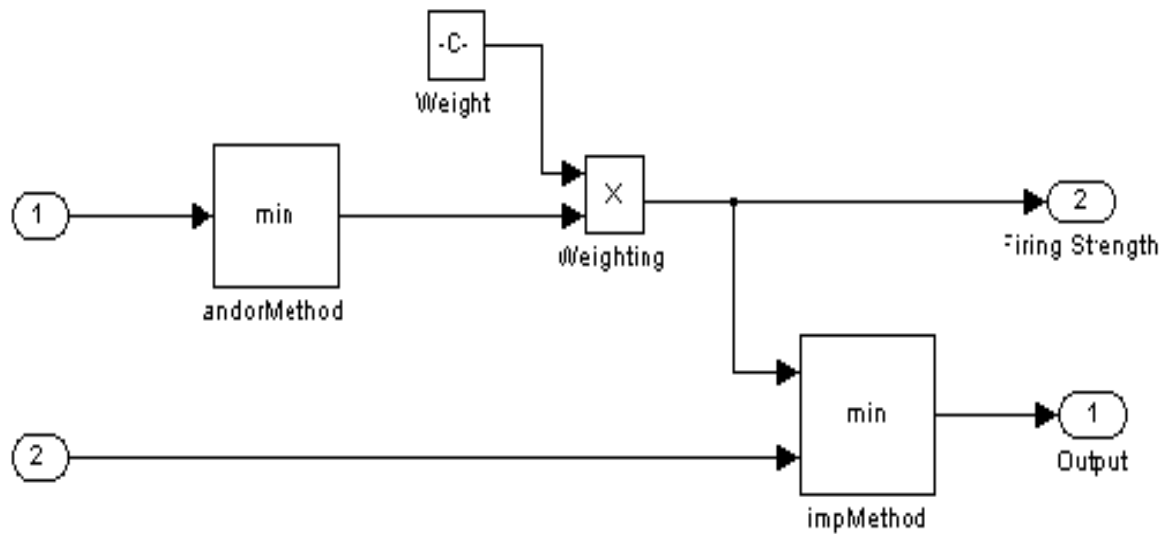 -C-
Weight
1
min
X
2
Weighting
Firing Strength
andorMethod
min
1
2
Output
impMethod